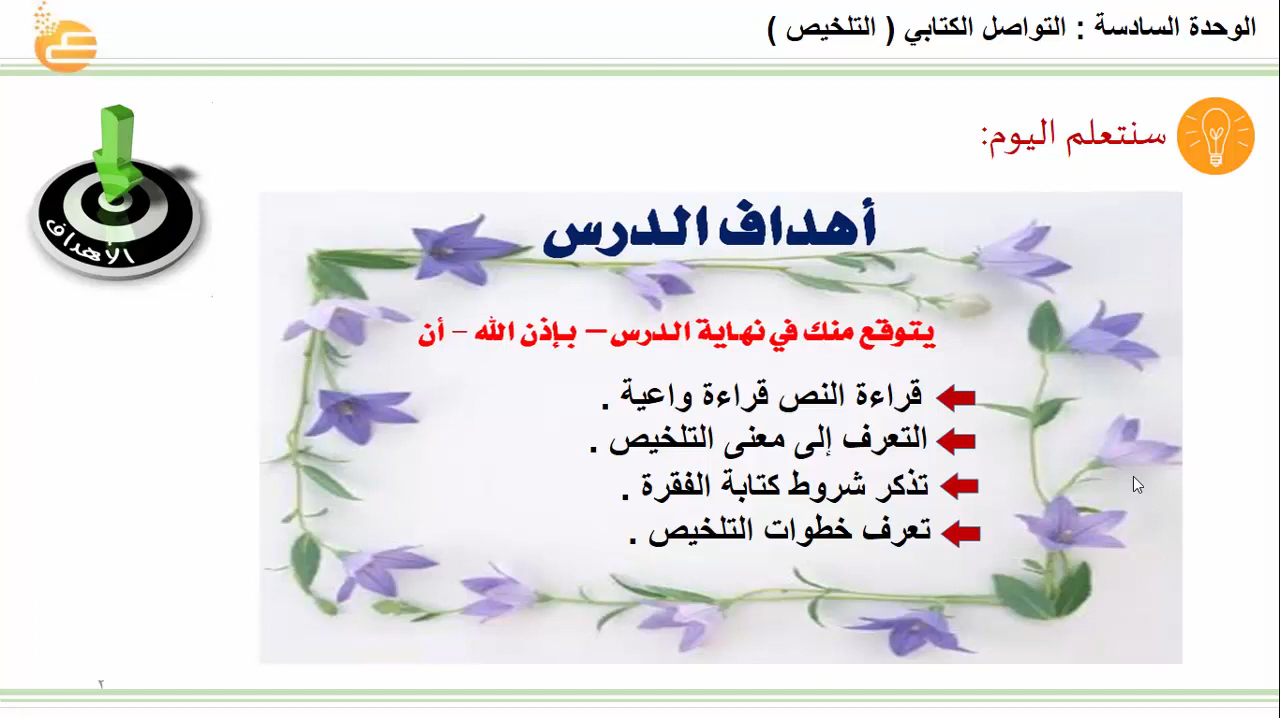 الوحدة السادسة : التواصل الكتابي ( التلخيص )
سنتعلم اليوم:
الأهداف
أهداف الدرس
يتوقع منك في نهاية الدرس – بإذن الله – أن
قراءة النص قراءة واعية .
التعرف إلى معنى التلخيص .
تذكر شروط كتابة الفقرة .
تعرف خطوات التلخيص .
٢